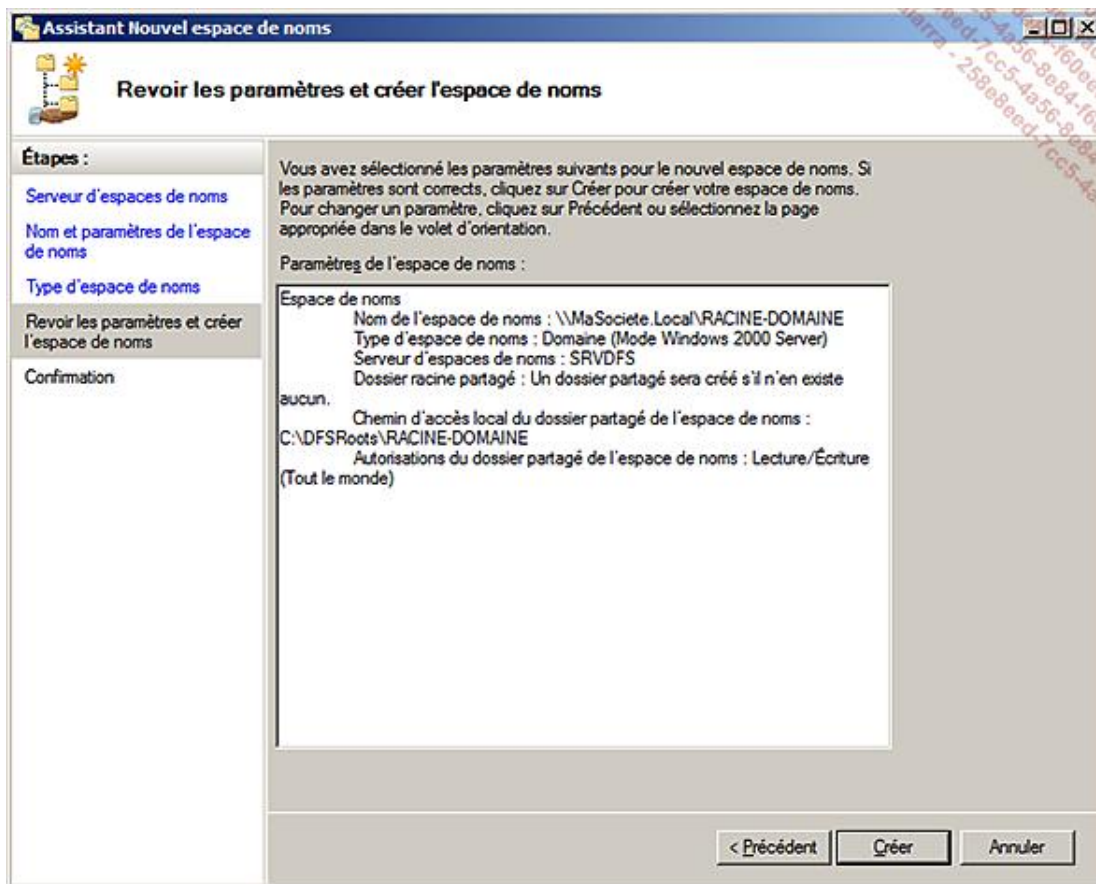 Assistant Nouvel espace de noms
Revoir les paramètres et créer l'espace de noms
Étapes :
Serveur d'espaces de noms
Nom et paramètres de l'espace
de noms
Type d'espace de noms
Revoir les paramètres et créer
l'espace de noms
Confirmation
Vous avez sélectionné les paramètres suivants pour le nouvel espace de noms. Si
les paramètres sont corrects, cliquez sur Créer pour créer votre espace de noms.
Pour changer un paramètre, cliquez sur Précédent ou sélectionnez la page
appropriée dans le volet d'orientation.
Paramètres de l'espace de noms :
Espace de noms
Nom de l'espace de noms : \\MaSociete.Local\RACINE-DOMAINE
Type d'espace de noms : Domaine (Mode Windows 2000 Server)
Serveur d'espaces de noms : SRVDFS
Dossier racine partagé : Un dossier partagé sera créé s'il n'en existe
aucun.
Chemin d'accès local du dossier partagé de l'espace de noms :
C:\DFSRoots\RACINE-DOMAINE
Autorisations du dossier partagé de l'espace de noms : Lecture/Écriture
(Tout le monde)
< Précédent
Créer
Annuler